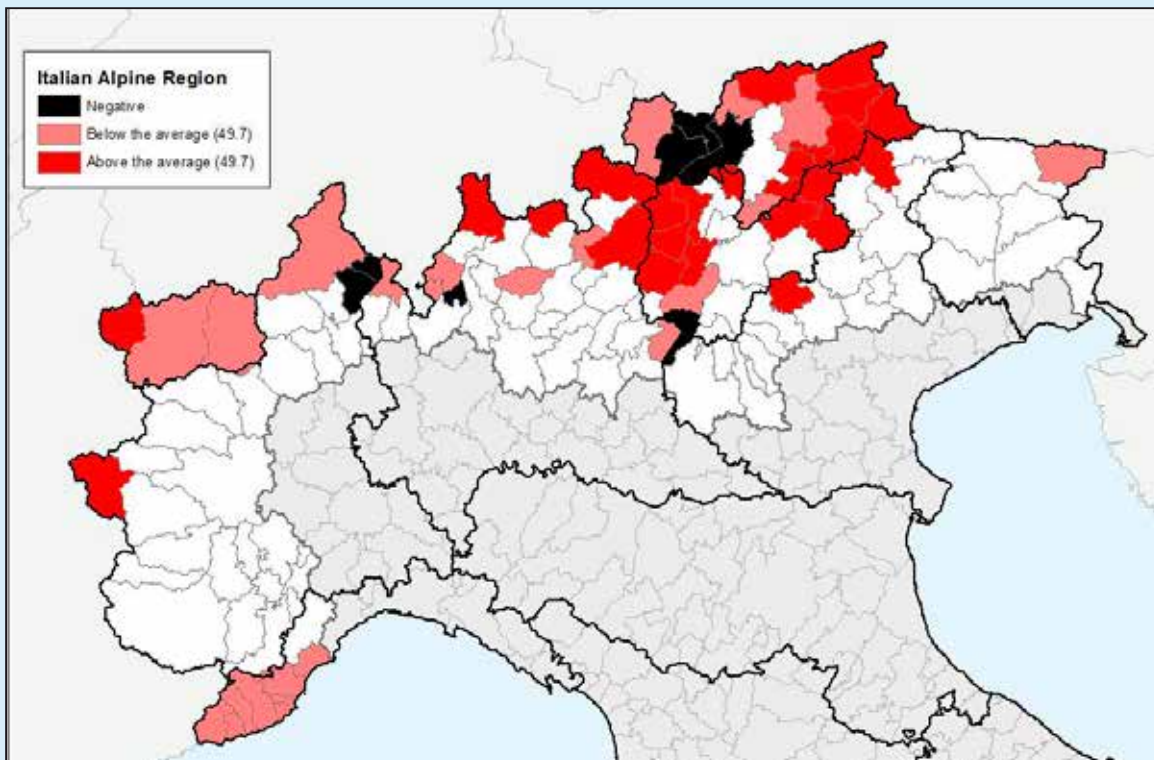 Italian Alpine Region
Negative
Below the average (49.7)
Above the average (49.7)